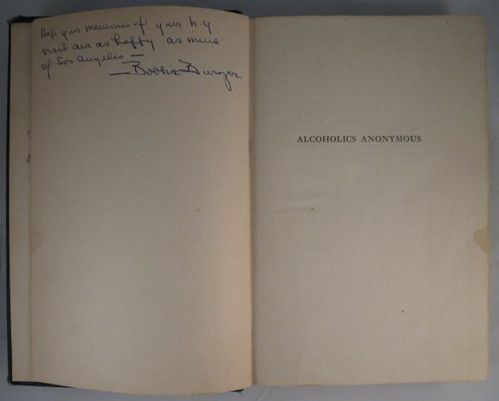 Hope your memories of your N.Y
visit are as happy as mine
of Los Angeles —
— Bobbie Burger
ALCOHOLICS ANONYMOUS